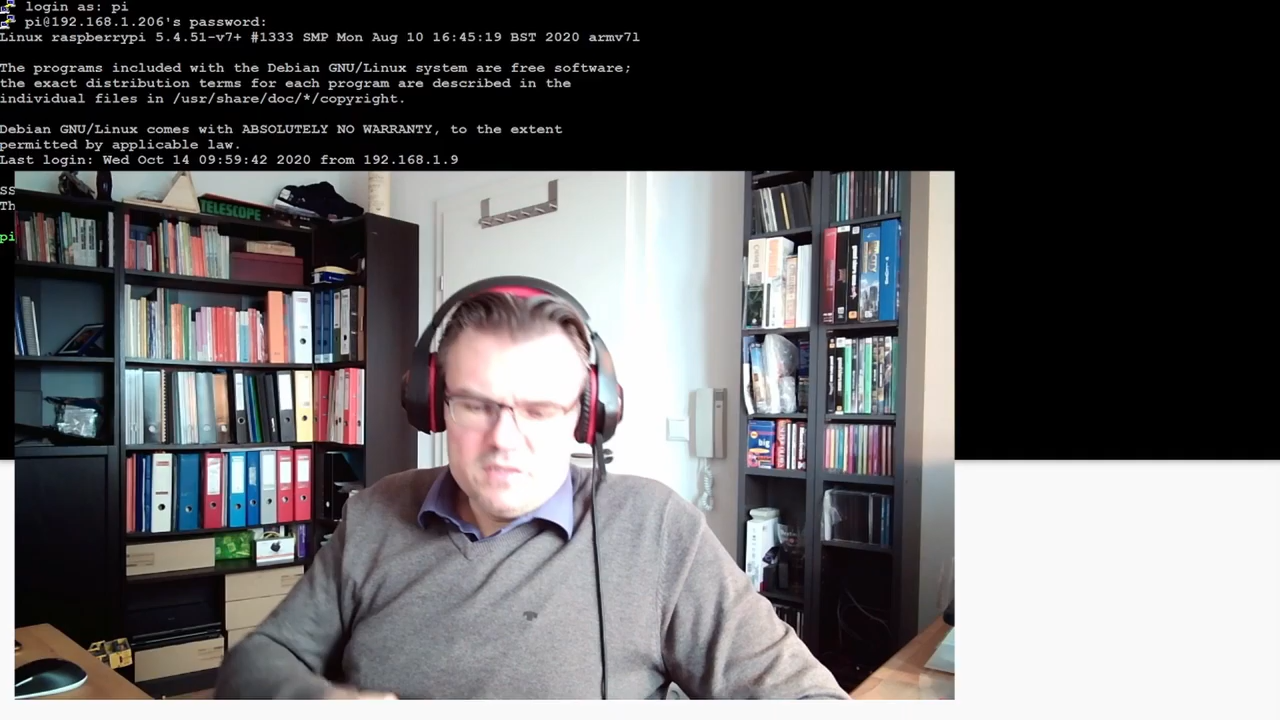 login as: pi
pi@192.168.1.206's password:
Linux raspberrypi 5.4.51-v7+ #1333 SMP Mon Aug 10 16:45:19 BST 2020 armv7l
The programs included with the Debian GNU/Linux system are free software;
the exact distribution terms for each program are described in the
individual files in /usr/share/doc/*/copyright.
Debian GNU/Linux comes with ABSOLUTELY NO WARRANTY, to the extent
permitted by applicable law.
Last login: Wed Oct 14 09:59:42 2020 from 192.168.1.9
SS
Th
pi
TELESCOPE
big